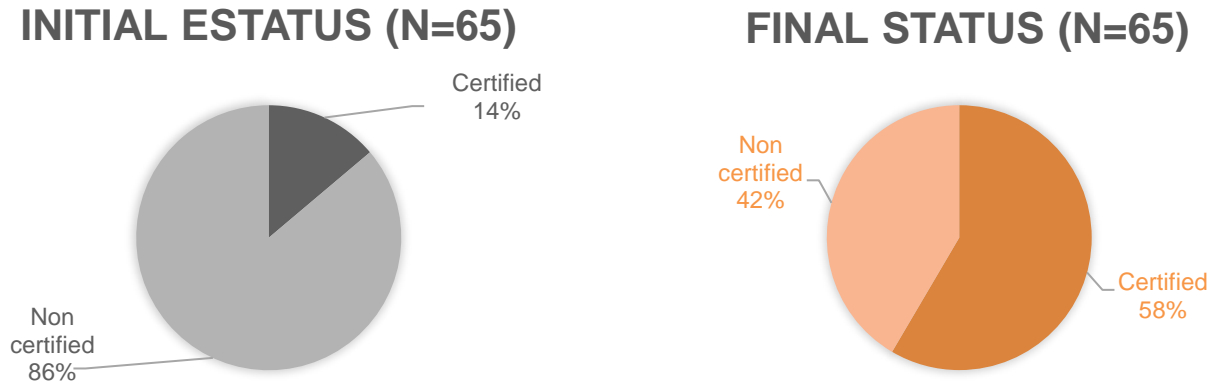 INITIAL ESTATUS (N=65)
Certified
14%
Non
certified
86%
FINAL STATUS (N=65)
Non
certified
42%
Certified
58%